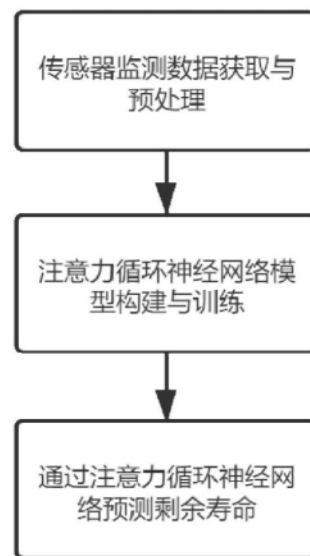 传感器监测数据获取与
预处理
注意力循环神经网络模
型构建与训练
通过注意力循环神经网
络预测剩余寿命